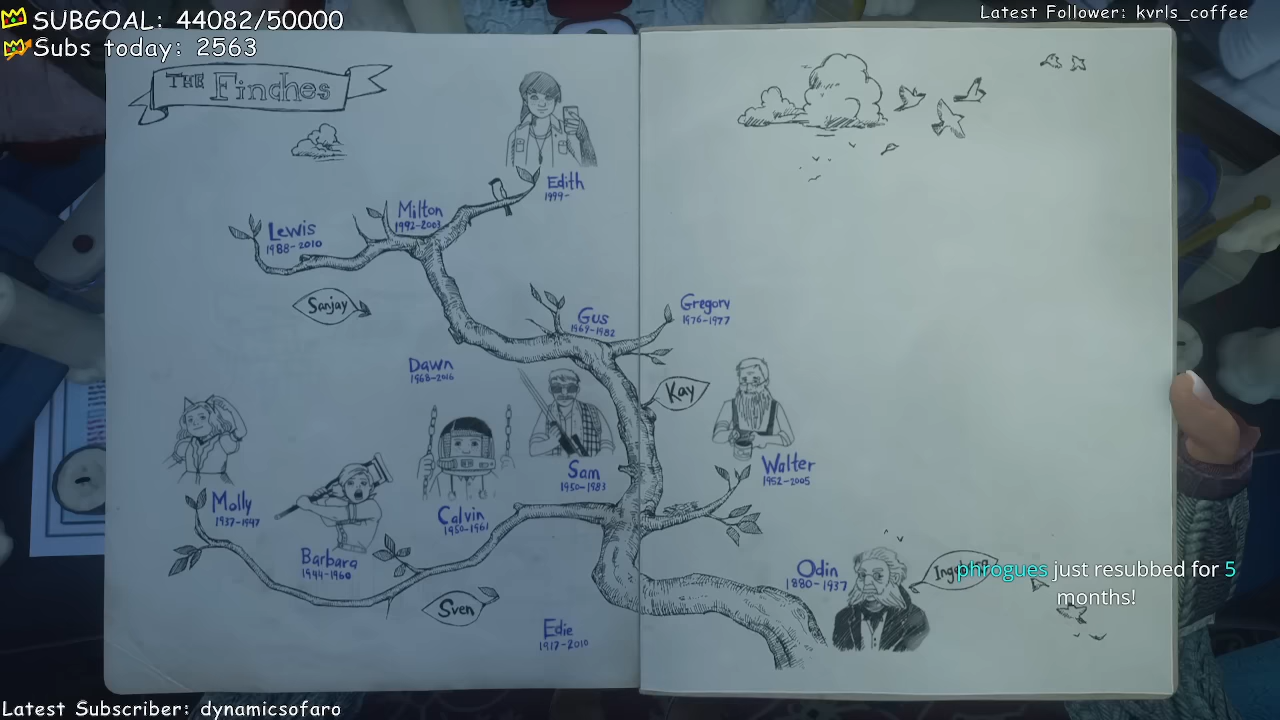 SUBGOAL: 44082/50000
Subs today: 2563
Latest Follower: kvrls_coffee
THE Finches
Edith
1999-
Milton
1992-2003
Lewis
1988-2010
Sanjay
Gregory
1976-1977
Gus
1969-1982
Dawn
1968-2016
Kay
Sam
1950-1983
Walter
1952-2005
Molly
1937-1947
Calvin
1950-1961
Barbara
1944-1960
Sven
Odin
1880-1937
phrogues just resubbed for 5
months!
Edie
1917-2010
Latest Subscriber: dynamicsofaro